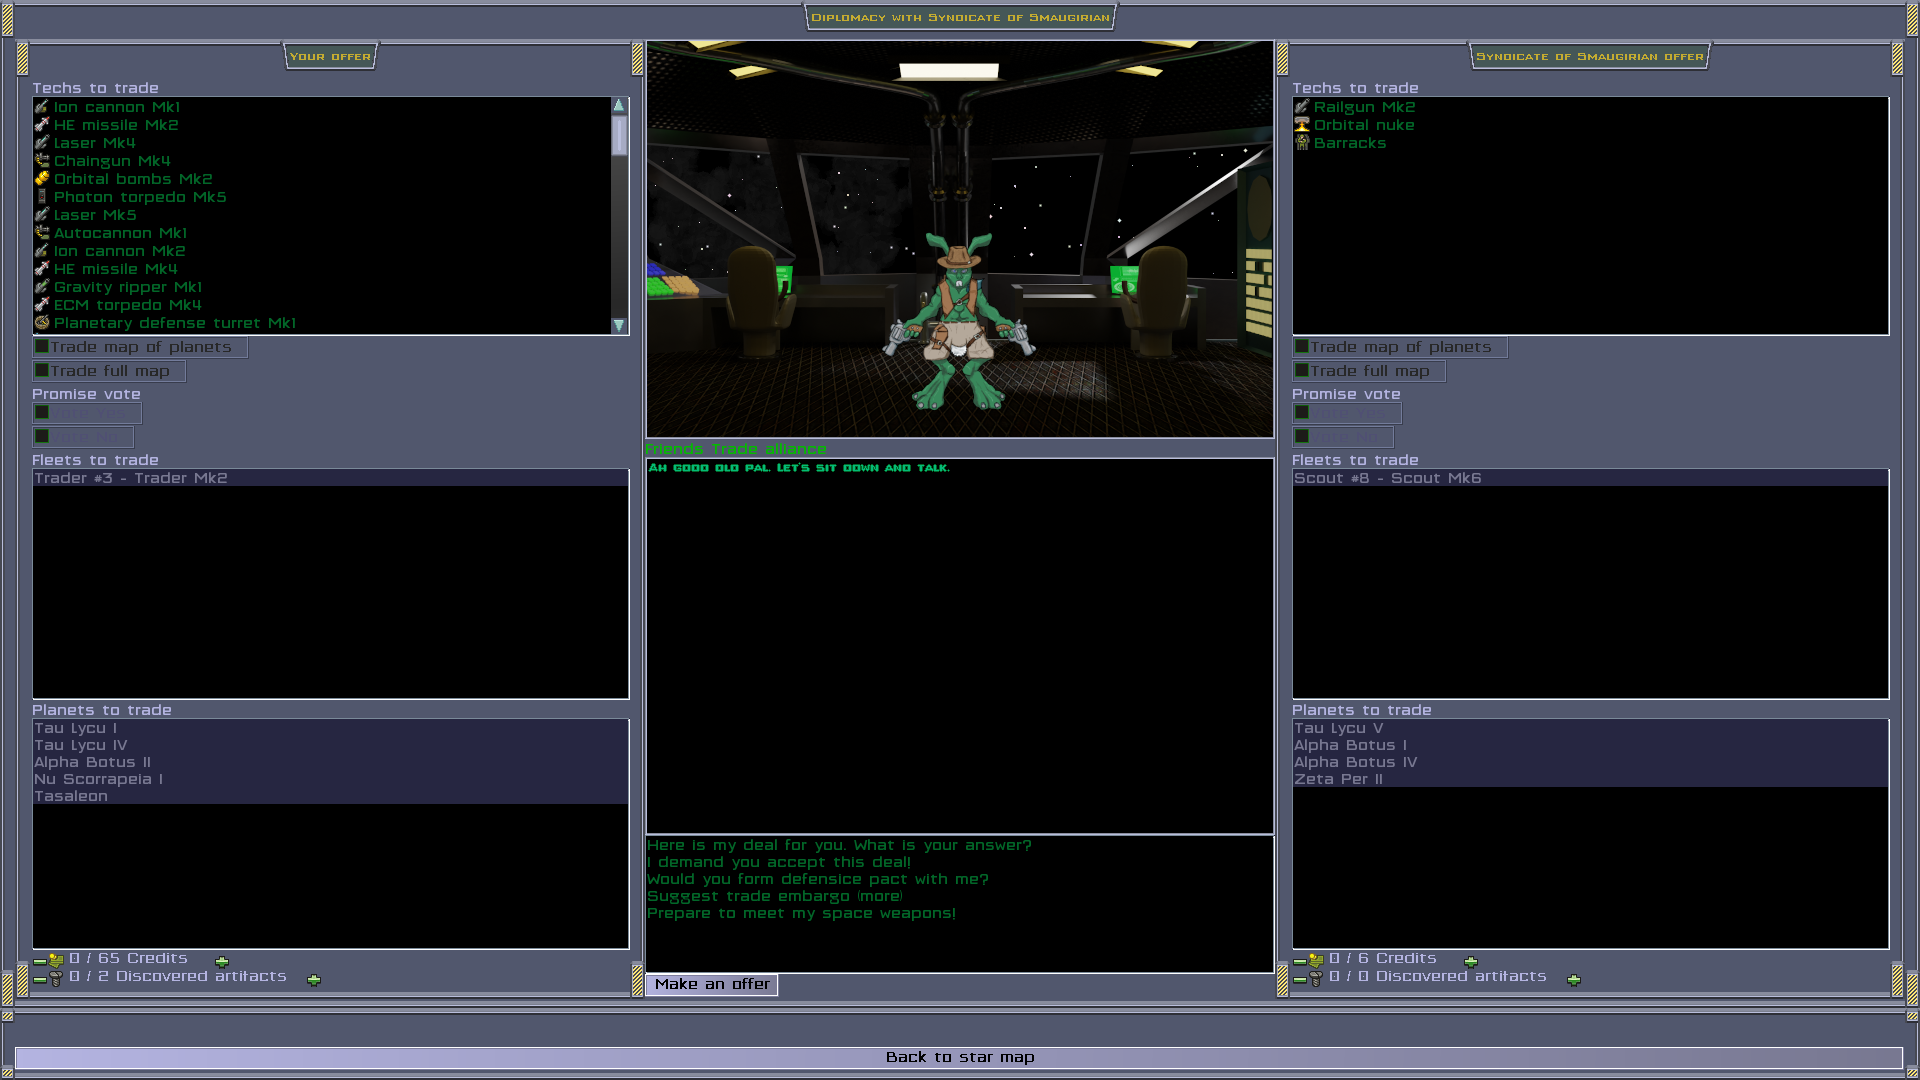 Diplomacy with Syndicate of Smaugirian
Your offer
Techs to trade
Ion cannon Mk1
HE missile Mk2
Laser Mk4
Chaingun Mk4
Orbital bombs Mk2
Photon torpedo Mk5
Laser Mk5
Autocannon Mk1
Ion cannon Mk2
HE missile Mk4
Gravity ripper Mk1
ECM torpedo Mk4
Planetary defense turret Mk1
Trade map of planets
Trade full map
Promise vote
Fleets to trade
Trader #3 - Trader Mk2
Planets to trade
Tau Lycu I
Tau Lycu IV
Alpha Botus II
Nu Scorrapeia I
Tasaleon
0 / 65 Credits
0 / 2 Discovered artifacts
Friends Trade alliance
Ah good old pal. Let's sit down and talk.
Here is my deal for you. What is your answer?
I demand you accept this deal!
Would you form defensice pact with me?
Suggest trade embargo (more)
Prepare to meet my space weapons!
Make an offer
Syndicate of Smaugirian offer
Techs to trade
Railgun Mk2
Orbital nuke
Barracks
Trade map of planets
Trade full map
Promise vote
Fleets to trade
Scout #8 - Scout Mk6
Planets to trade
Tau Lycu V
Alpha Botus I
Alpha Botus IV
Zeta Per II
0 / 6 Credits
0 / 0 Discovered artifacts
Back to star map